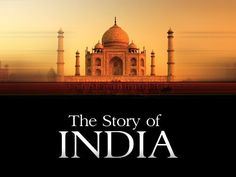 The Story of
INDIA